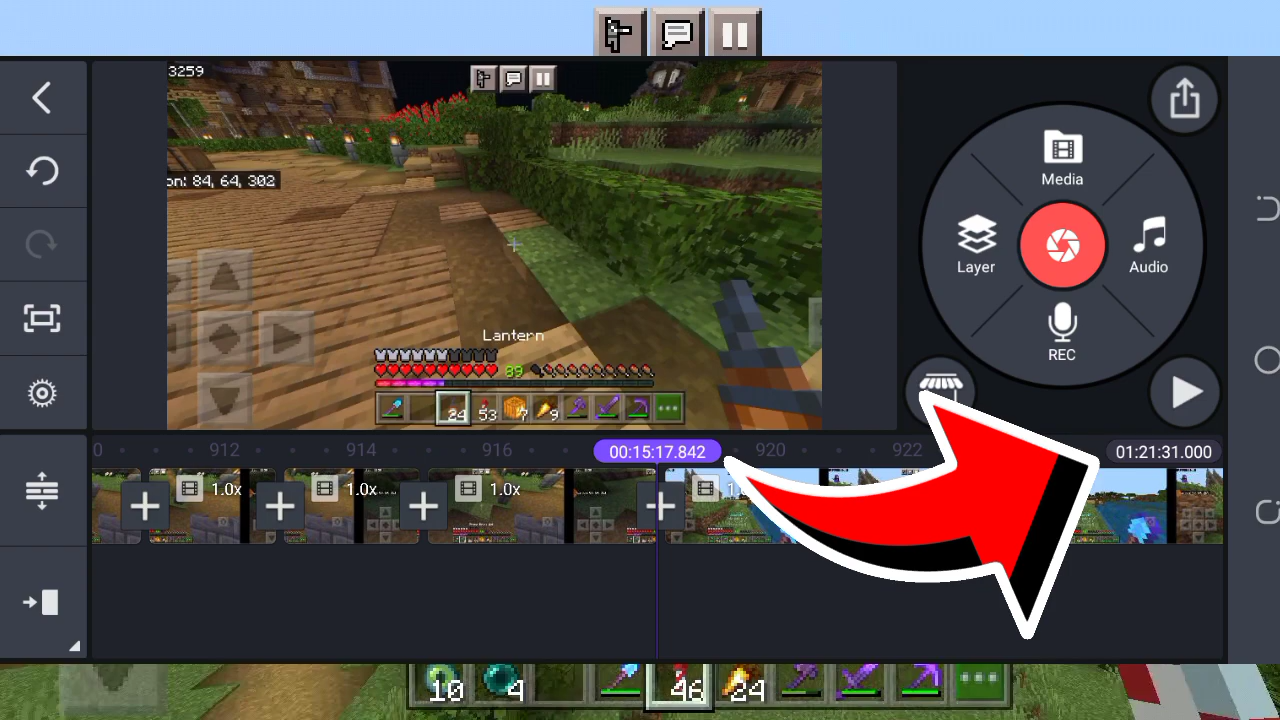 3259
on: 84, 64, 302
Lantern
89
24
53
7
9
Media
Layer
Audio
REC
0
912
914
916
00:15:17.842
920
922
01:21:31.000
1.0x
1.0x
1.0x
10
4
46
24